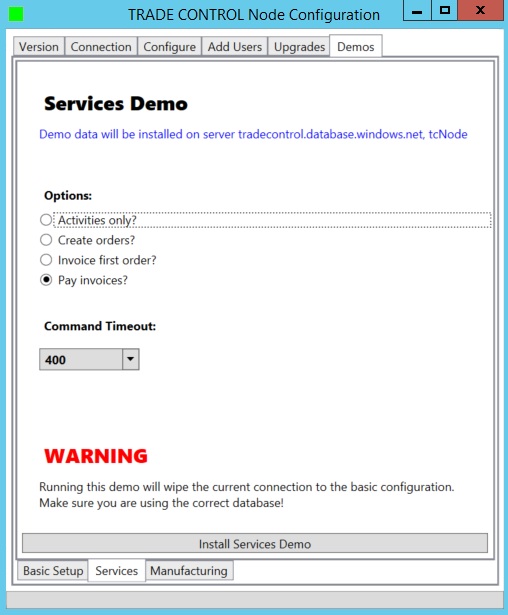 TRADE CONTROL Node Configuration
Version Connection Configure Add Users Upgrades Demos
Services Demo
Demo data will be installed on server tradecontrol.database.windows.net, tcNode
Options:
Activities only?
Create orders?
Invoice first order?
Pay invoices?
Command Timeout:
400
WARNING
Running this demo will wipe the current connection to the basic configuration.
Make sure you are using the correct database!
Install Services Demo
Basic Setup Services Manufacturing